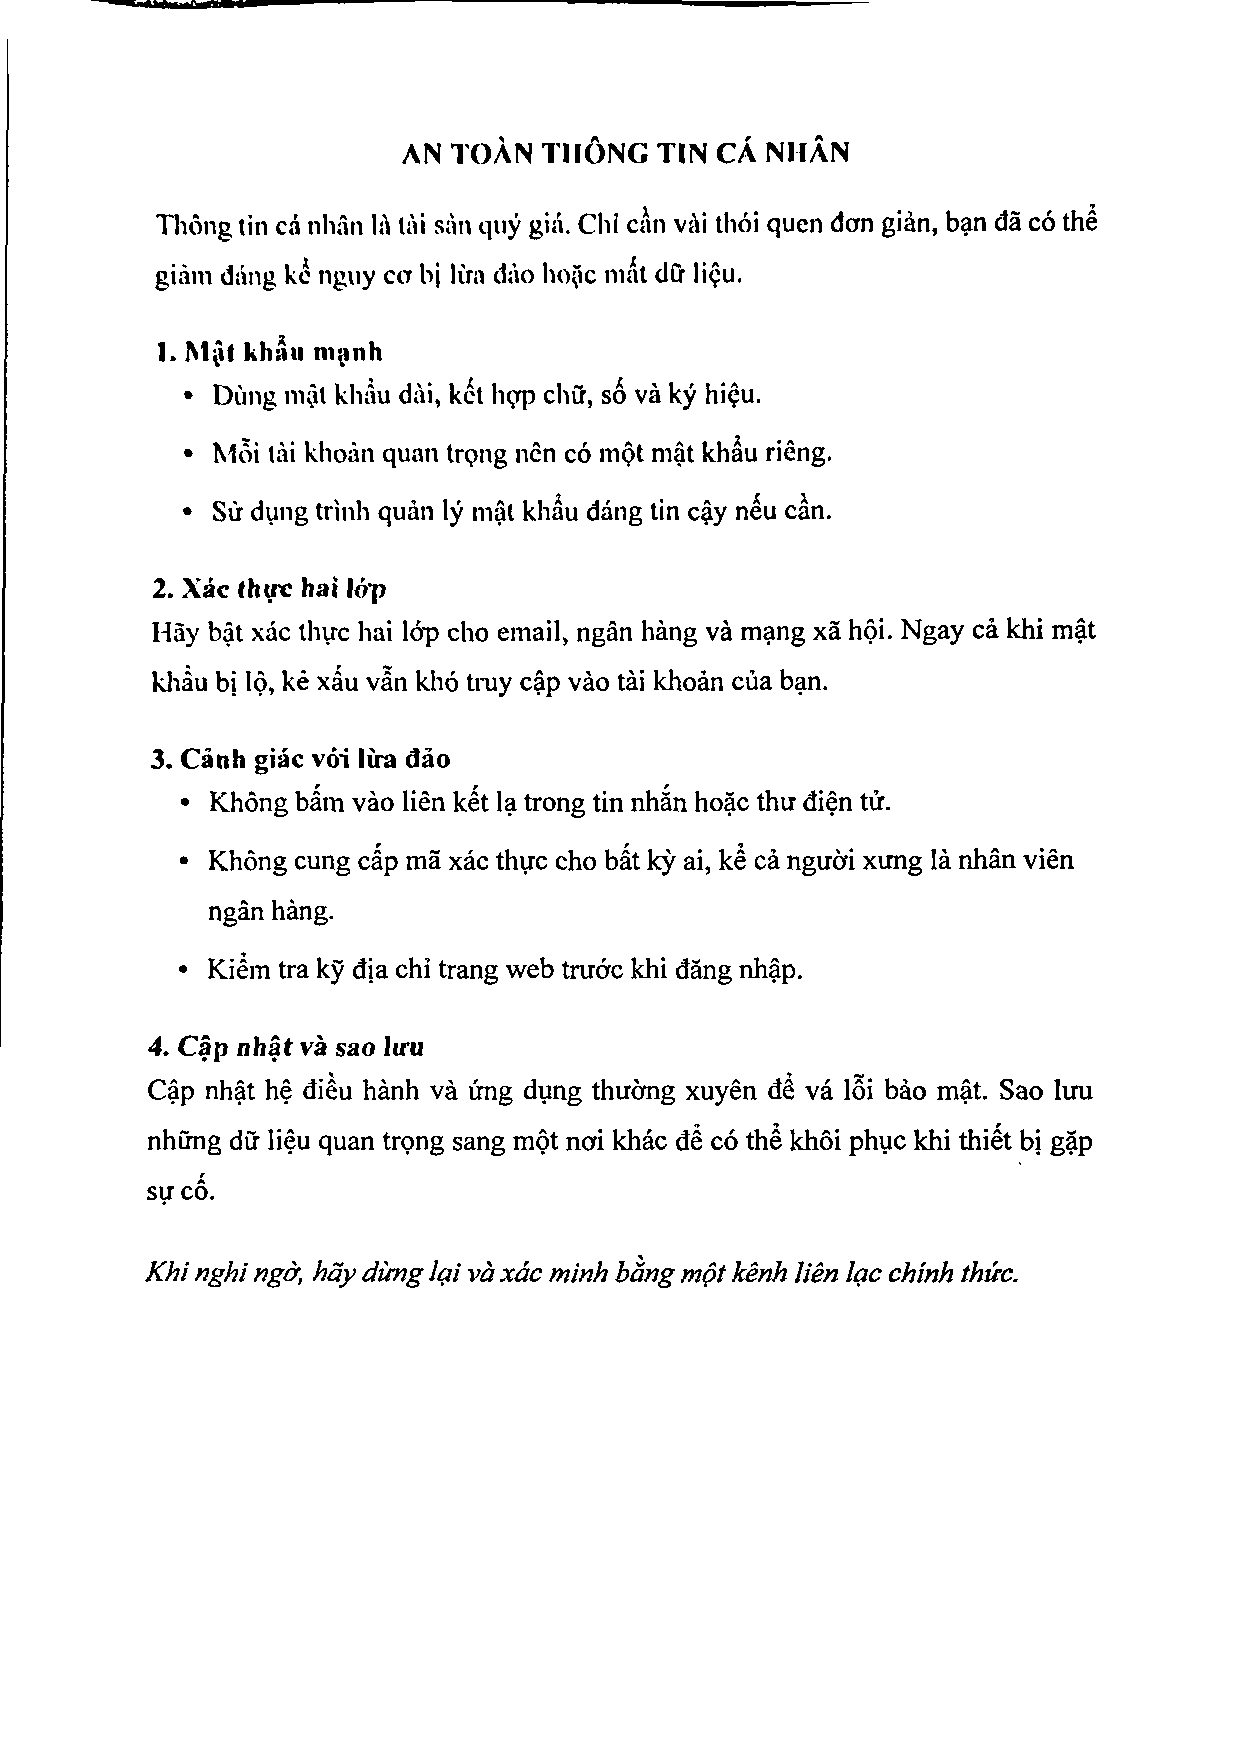 AN TOÀN THÔNG TIN CÁ NHÂN
Thông tin cá nhân là tài sản quý giá. Chỉ cần vài thói quen đơn giản, bạn đã có thể
giảm đáng kể nguy cơ bị lừa đảo hoặc mất dữ liệu.
1. Mật khẩu mạnh
• Dùng mật khẩu dài, kết hợp chữ, số và ký hiệu.
• Mỗi tài khoản quan trọng nên có một mật khẩu riêng.
• Sử dụng trình quản lý mật khẩu đáng tin cậy nếu cần.
2. Xác thực hai lớp
Hãy bật xác thực hai lớp cho email, ngân hàng và mạng xã hội. Ngay cả khi mật
khẩu bị lộ, kẻ xấu vẫn khó truy cập vào tài khoản của bạn.
3. Cảnh giác với lừa đảo
• Không bấm vào liên kết lạ trong tin nhắn hoặc thư điện tử.
• Không cung cấp mã xác thực cho bất kỳ ai, kể cả người xưng là nhân viên
ngân hàng.
• Kiểm tra kỹ địa chỉ trang web trước khi đăng nhập.
4. Cập nhật và sao lưu
Cập nhật hệ điều hành và ứng dụng thường xuyên để vá lỗi bảo mật. Sao lưu
những dữ liệu quan trọng sang một nơi khác để có thể khôi phục khi thiết bị gặp
sự cố.
Khi nghi ngờ, hãy dừng lại và xác minh bằng một kênh liên lạc chính thức.